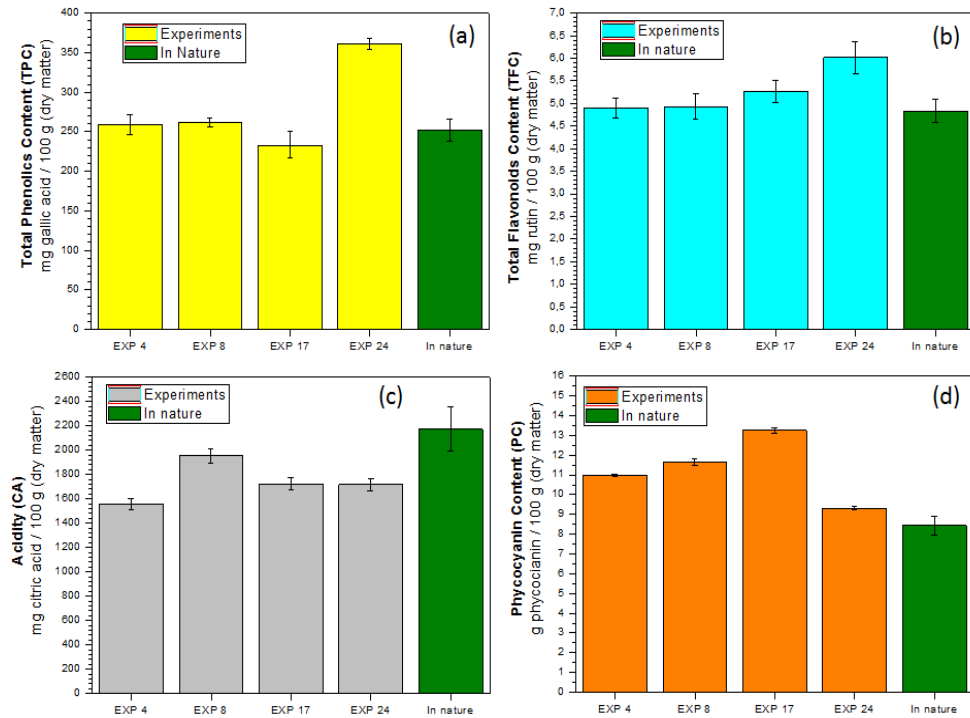 Total Phenolics Content (TPC)
mg gallic acid / 100 g (dry matter)
400
350
300
250
200
150
100
50
0
Experiments
In Nature
(a)
EXP 4 EXP 8 EXP 17 EXP 24 In nature
Total Flavonolds Content (TFC)
mg rutin / 100 g (dry matter)
7,0
6,5
6,0
5,5
5,0
4,5
4,0
3,5
3,0
2,5
2,0
1,5
1,0
0,5
0,0
Experiments
In nature
(b)
EXP 4 EXP 8 EXP 17 EXP 24 In nature
Acidity (CA)
mg citric acid / 100 g (dry matter)
2600
2400
2200
2000
1800
1600
1400
1200
1000
800
600
400
200
0
Experiments
In nature
(c)
EXP 4 EXP 8 EXP 17 EXP 24 In nature
Phycocyanin Content (PC)
g phycocianin / 100 g (dry matter)
16
15
14
13
12
11
10
9
8
7
6
5
4
3
2
1
0
Experiments
In nature
(d)
EXP 4 EXP 8 EXP 17 EXP 24 In nature